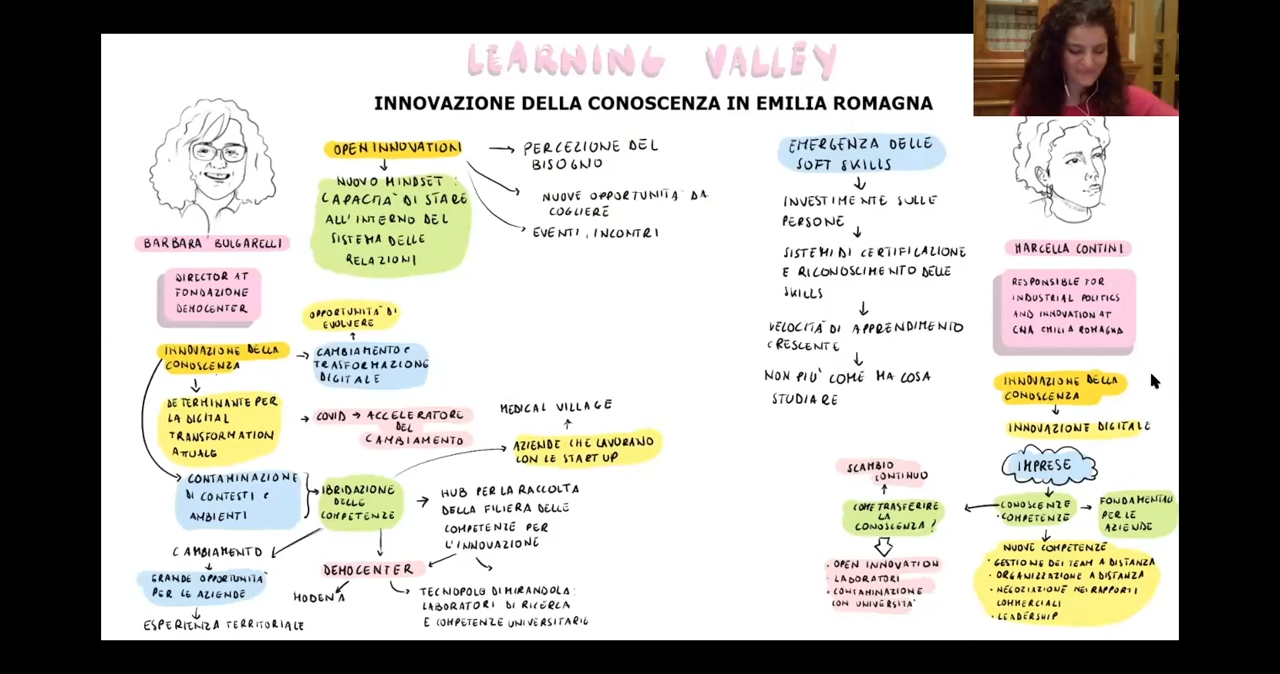 LEARNING VALLEY
INNOVAZIONE DELLA CONOSCENZA IN EMILIA ROMAGNA
BARBARA BULGARELLI
DIRECTOR AT
FONDAZIONE
DEMOCENTER
OPEN INNOVATION
PERCEZIONE DEL
BISOGNO
NUOVE OPPORTUNITÀ DA
COGLIERE
EVENTI, INCONTRI
NUOVO MINDSET:
CAPACITÀ DI STARE
ALL'INTERNO DEL
SISTEMA DELLE
RELAZIONI
OPPORTUNITÀ DI
EVOLVERE
INNOVAZIONE DELLA
CONOSCENZA
CAMBIAMENTO E
TRASFORMAZIONE
DIGITALE
DETERMINANTE PER
LA DIGITAL
TRANSFORMATION
ATTUALE
COVID → ACCELERATORE
DEL
CAMBIAMENTO
MEDICAL VILLAGE
AZIENDE CHE LAVORANO
CON LE START UP
CONTAMINAZIONE
DI CONTESTI E
AMBIENTI
IBRIDAZIONE
DELLE
COMPETENZE
HUB PER LA RACCOLTA
DELLA FILIERA DELLE
COMPETENZE PER
L'INNOVAZIONE
CAMBIAMENTO
GRANDE OPPORTUNITA'
PER LE AZIENDE
ESPERIENZA TERRITORIALE
DEMOCENTER
MODENA
TECNOPOLO DI MIRANDOLA:
LABORATORI DI RICERCA
E COMPETENZE UNIVERSITARIE
EMERGENZA DELLE
SOFT SKILLS
INVESTIMENTE SULLE
PERSONE
SISTEMI DI CERTIFICAZIONE
E RICONOSCIMENTO DELLE
SKILLS
VELOCITÀ DI APPRENDIMENTO
CRESCENTE
NON PIU' COME MA COSA
STUDIARE
MARCELLA CONTINI
RESPONSIBLE FOR
INDUSTRIAL POLITICS
AND INNOVATION AT
CNA EMILIA ROMAGNA
INNOVAZIONE DELLA
CONOSCENZA
INNOVAZIONE DIGITALE
IMPRESE
CONOSCENZE
• COMPETENZE
FONDAMENTALI
PER LE
AZIENDE
SCAMBIO
CONTINUO
COME TRASFERIRE
LA
CONOSCENZA?
• OPEN INNOVATION
• LABORATORI
• CONTAMINAZIONE
CON UNIVERSITA'
NUOVE COMPETENZE
• GESTIONE DEI TEAM A DISTANZA
• ORGANIZZAZIONE A DISTANZA
• NEGOZIAZIONE NEI RAPPORTI
COMMERCIALI
• LEADERSHIP